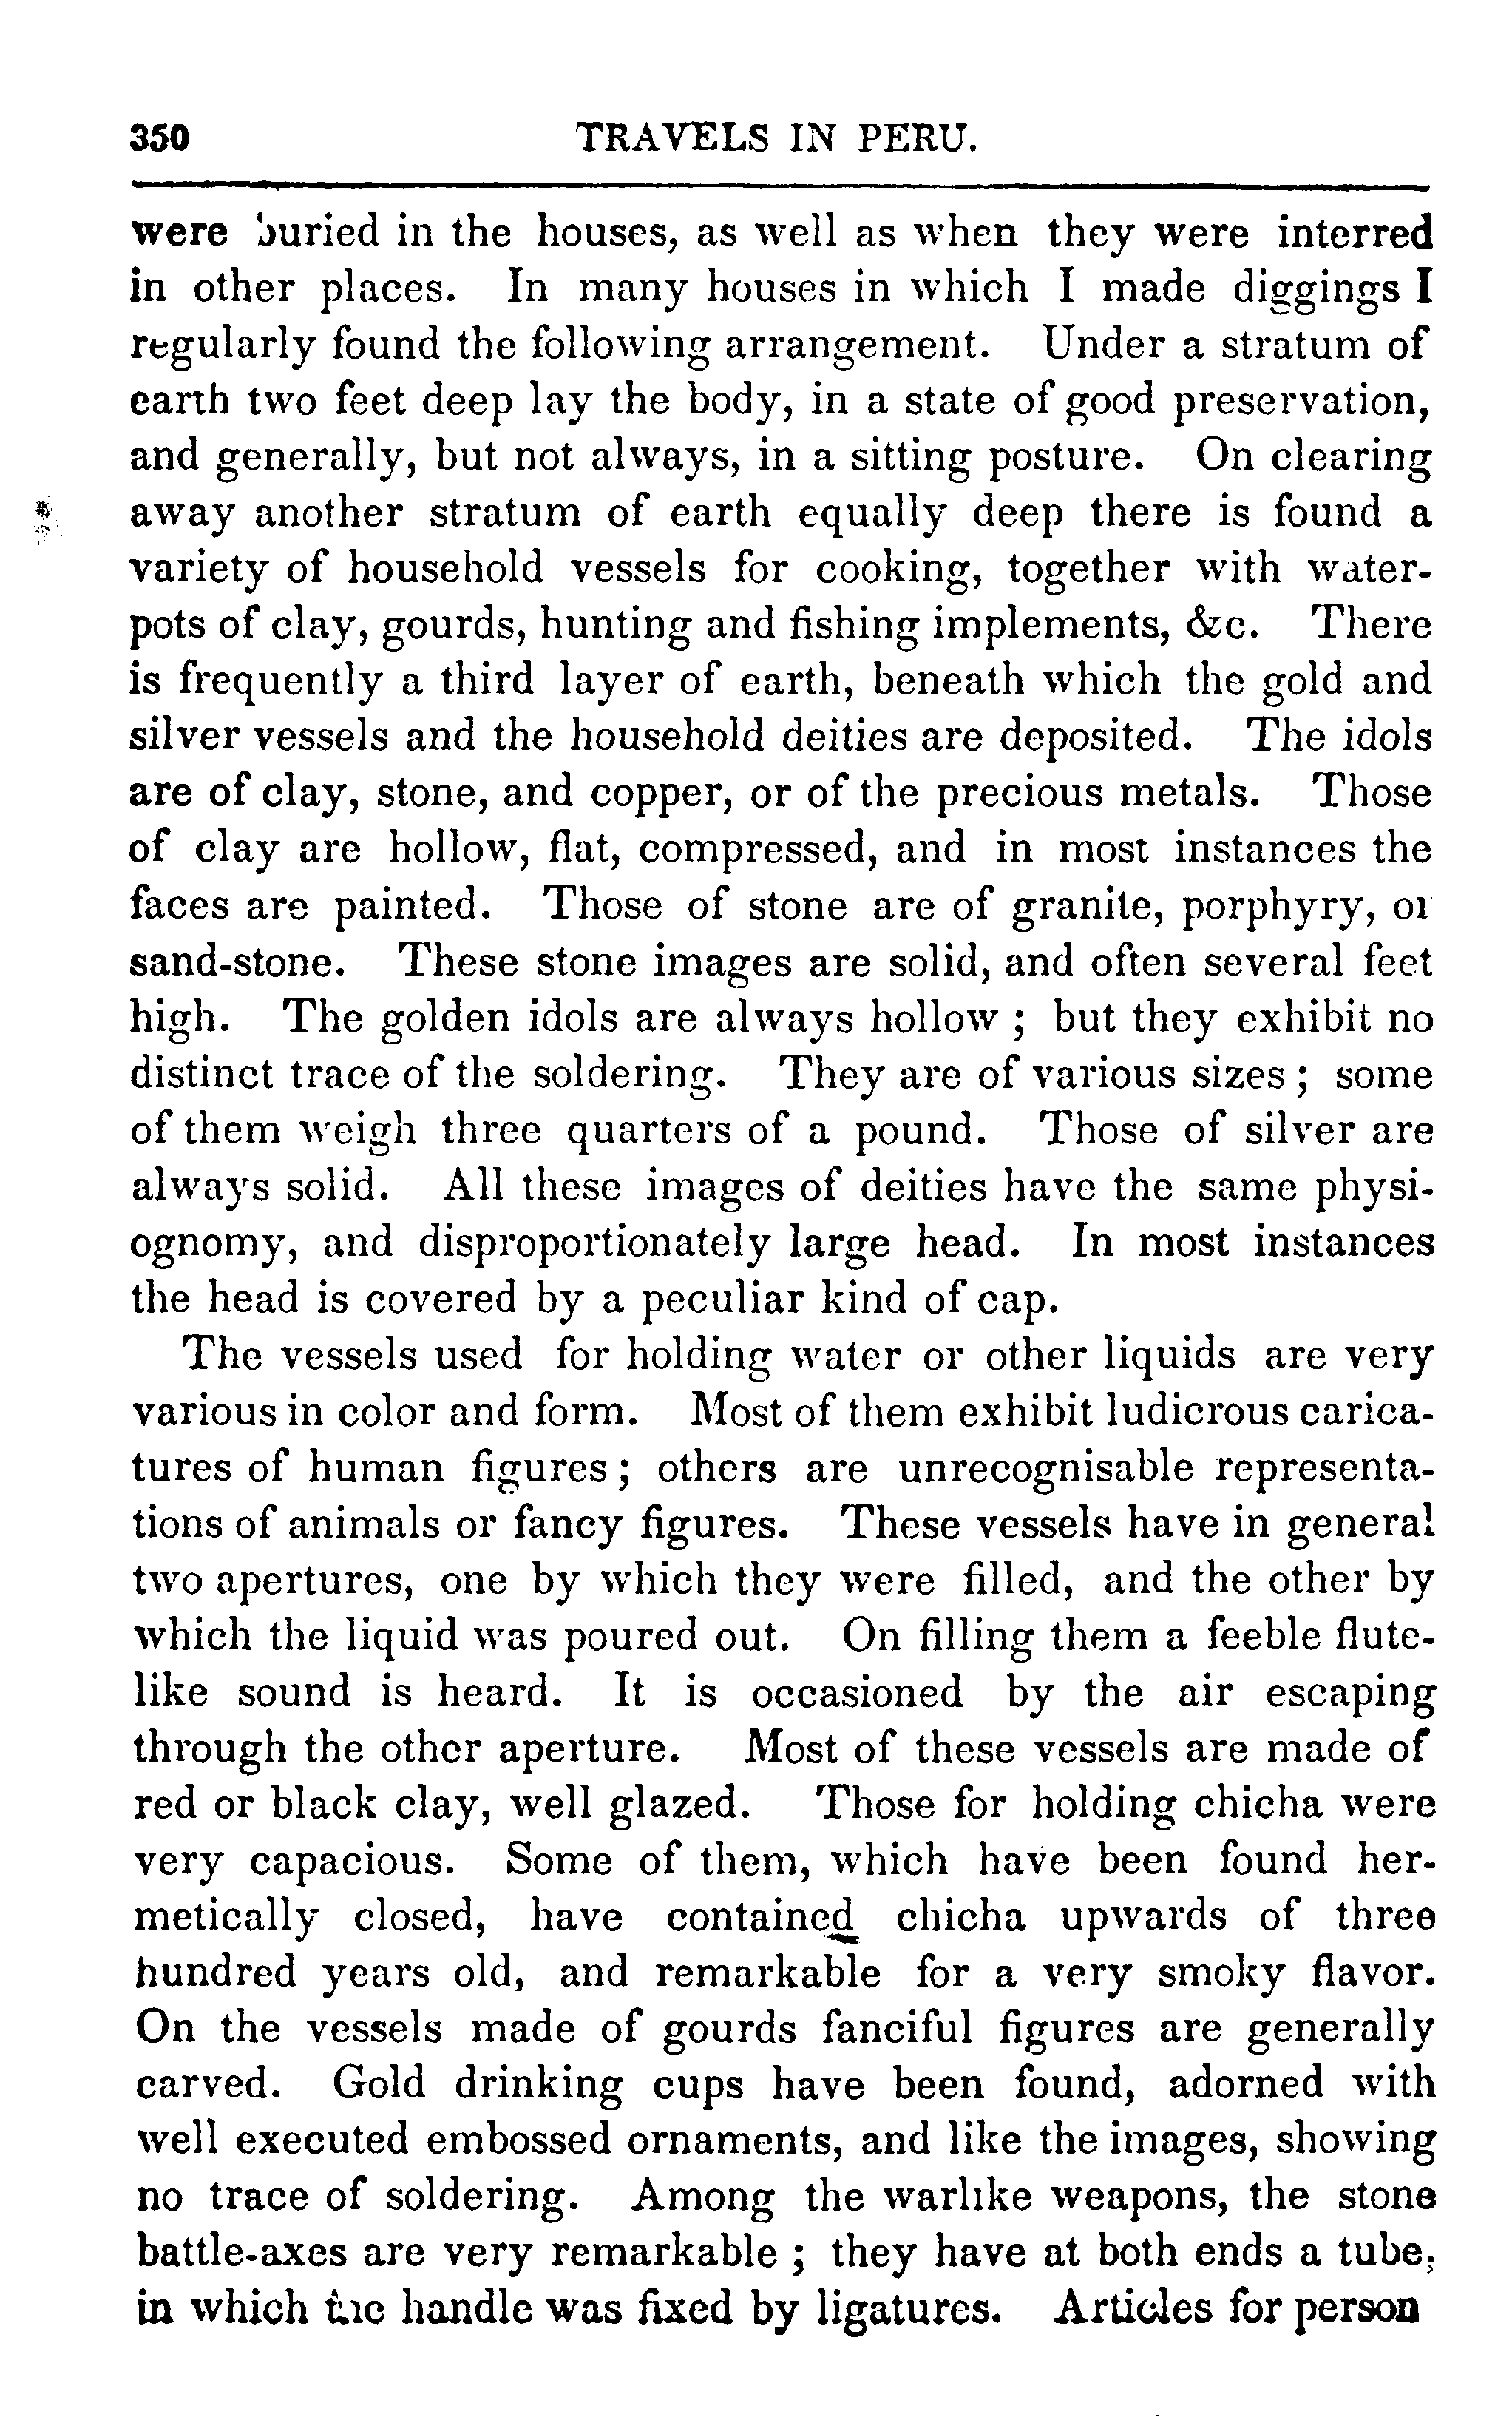 350 TRAVELS IN PERU.
were buried in the houses, as well as when they were interred
in other places. In many houses in which I made diggings I
regularly found the following arrangement. Under a stratum of
earth two feet deep lay the body, in a state of good preservation,
and generally, but not always, in a sitting posture. On clearing
away another stratum of earth equally deep there is found a
variety of household vessels for cooking, together with water-
pots of clay, gourds, hunting and fishing implements, &c. There
is frequently a third layer of earth, beneath which the gold and
silver vessels and the household deities are deposited. The idols
are of clay, stone, and copper, or of the precious metals. Those
of clay are hollow, flat, compressed, and in most instances the
faces are painted. Those of stone are of granite, porphyry, or
sand-stone. These stone images are solid, and often several feet
high. The golden idols are always hollow ; but they exhibit no
distinct trace of the soldering. They are of various sizes ; some
of them weigh three quarters of a pound. Those of silver are
always solid. All these images of deities have the same physi-
ognomy, and disproportionately large head. In most instances
the head is covered by a peculiar kind of cap.
The vessels used for holding water or other liquids are very
various in color and form. Most of them exhibit ludicrous carica-
tures of human figures ; others are unrecognisable representa-
tions of animals or fancy figures. These vessels have in general
two apertures, one by which they were filled, and the other by
which the liquid was poured out. On filling them a feeble flute-
like sound is heard. It is occasioned by the air escaping
through the other aperture. Most of these vessels are made of
red or black clay, well glazed. Those for holding chicha were
very capacious. Some of them, which have been found her-
metically closed, have contained chicha upwards of three
hundred years old, and remarkable for a very smoky flavor.
On the vessels made of gourds fanciful figures are generally
carved. Gold drinking cups have been found, adorned with
well executed embossed ornaments, and like the images, showing
no trace of soldering. Among the warlike weapons, the stone
battle-axes are very remarkable ; they have at both ends a tube,
in which the handle was fixed by ligatures. Articles for person